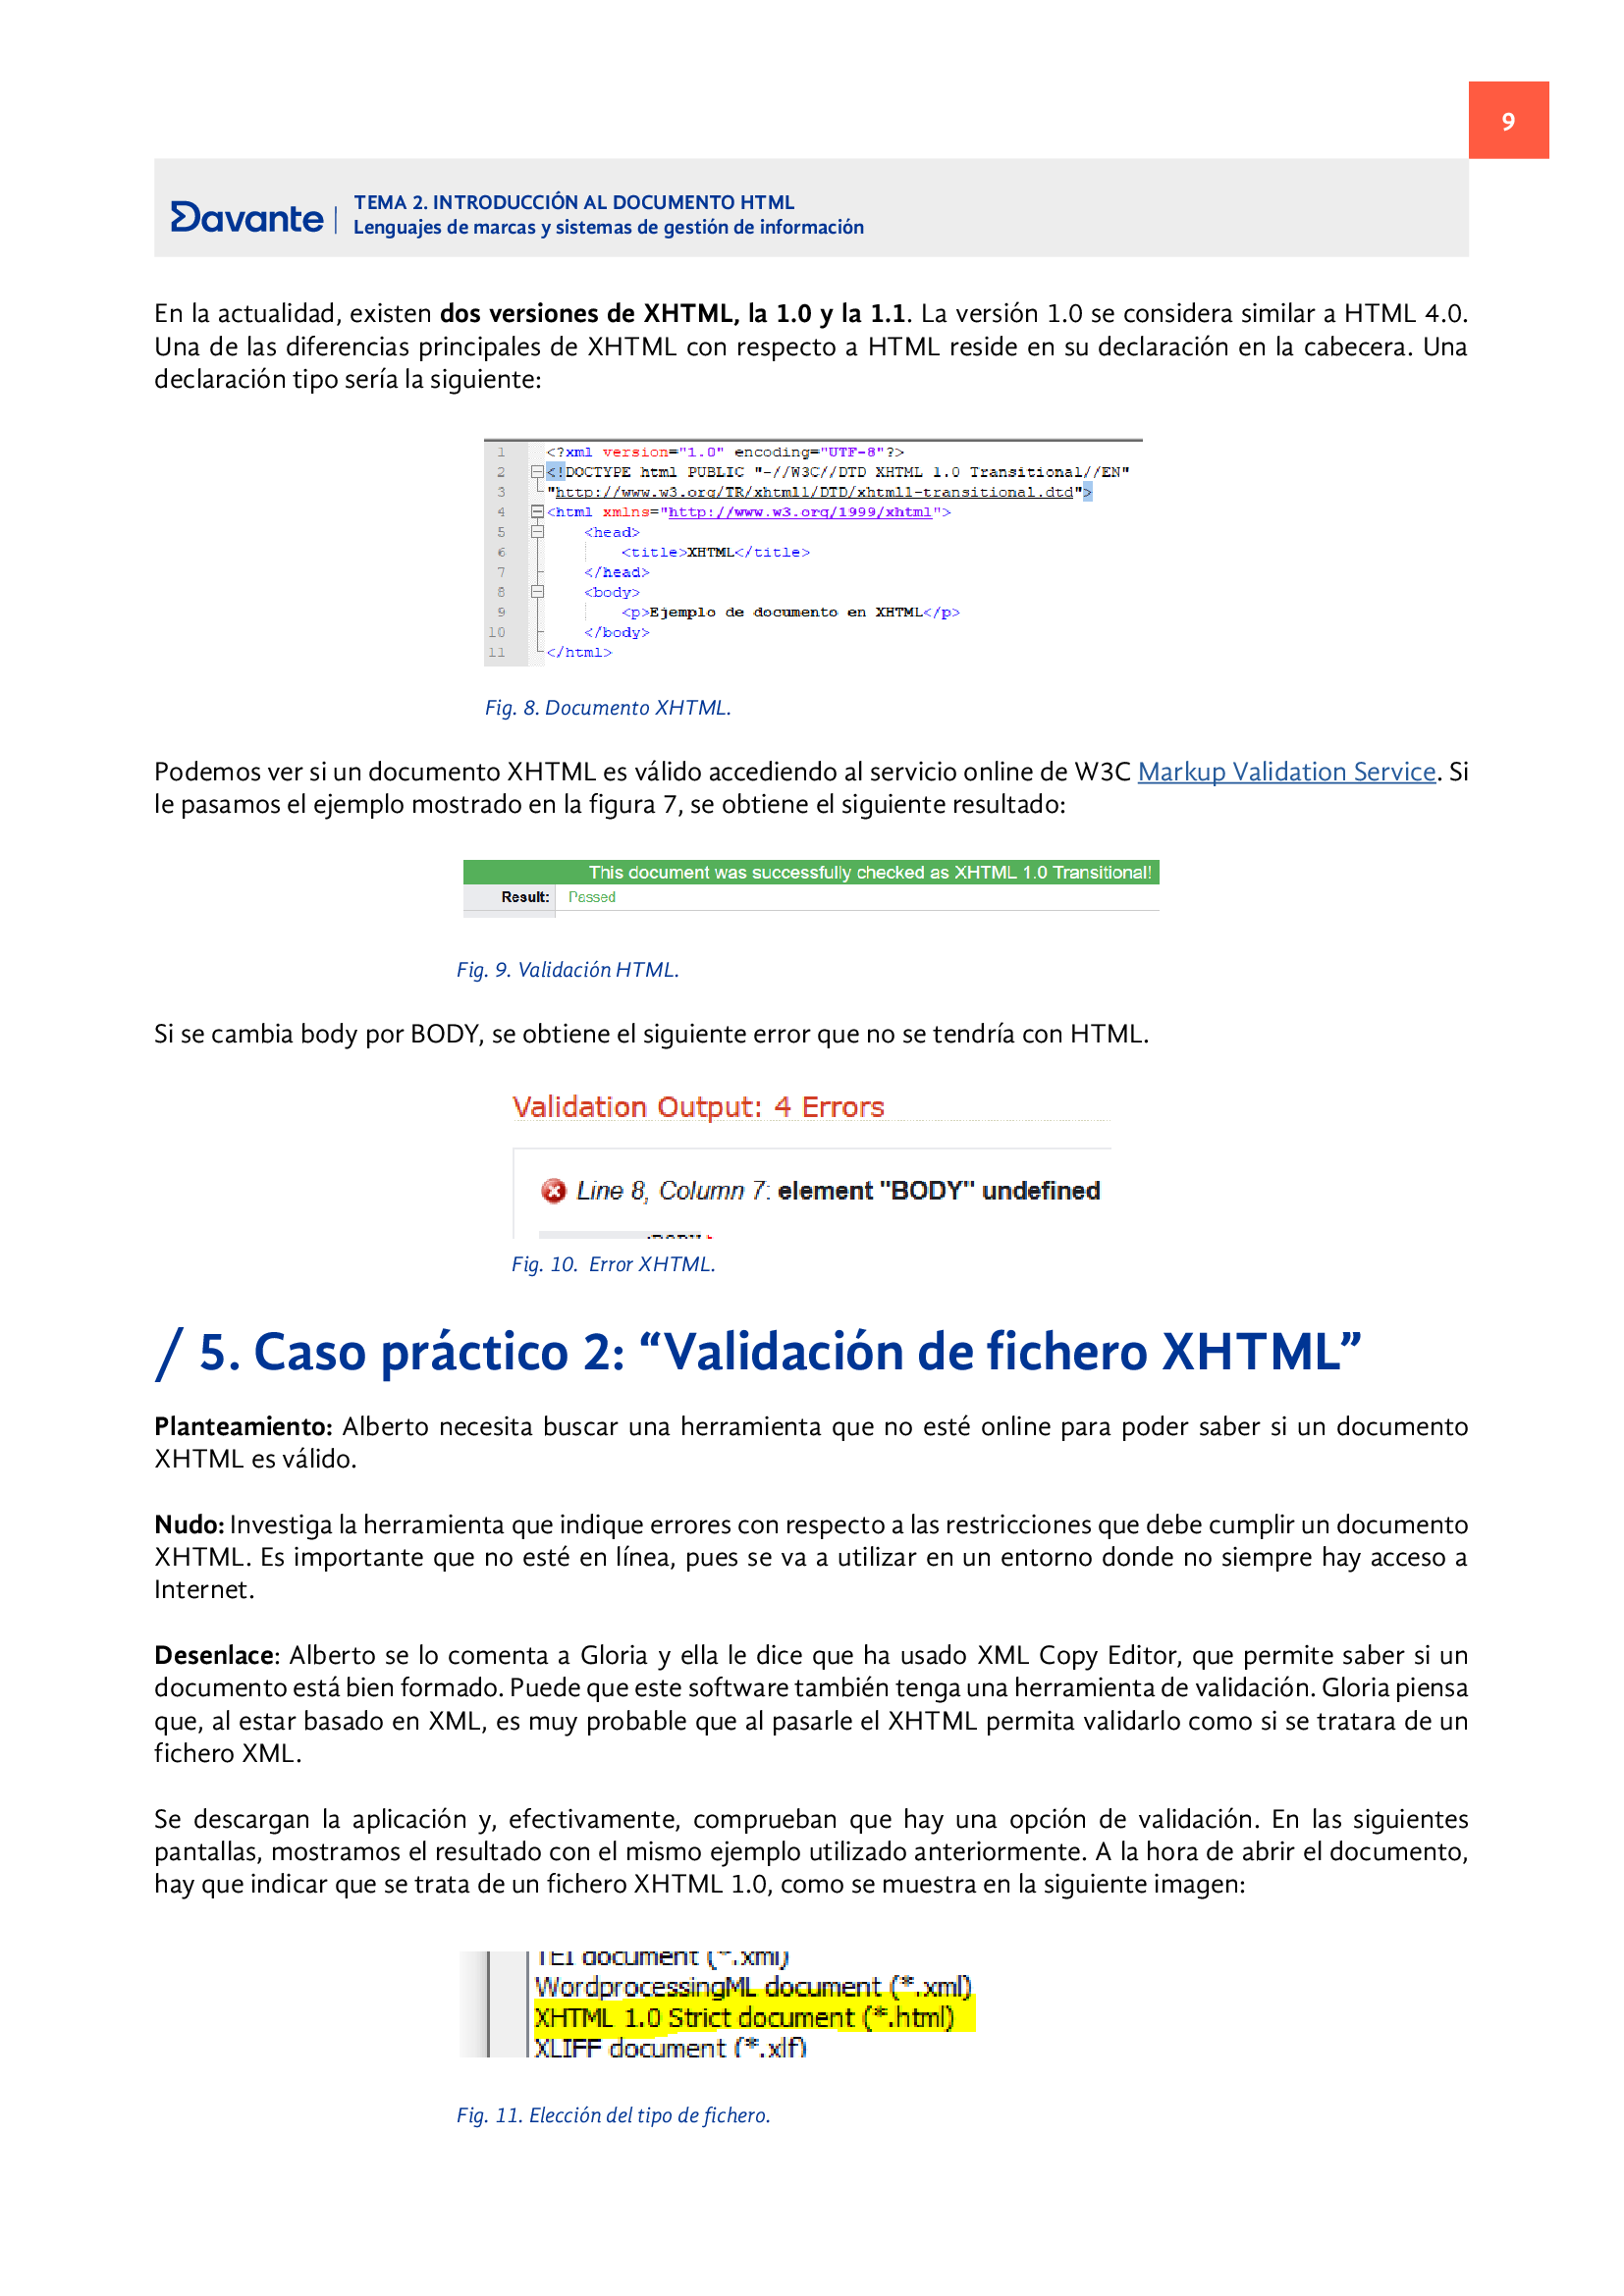 9
Davante
TEMA 2. INTRODUCCIÓN AL DOCUMENTO HTML
Lenguajes de marcas y sistemas de gestión de información
En la actualidad, existen dos versiones de XHTML, la 1.0 y la 1.1. La versión 1.0 se considera similar a HTML 4.0.
Una de las diferencias principales de XHTML con respecto a HTML reside en su declaración en la cabecera. Una
declaración tipo sería la siguiente:
1 <?xml version="1.0" encoding="UTF-8"?>
2 <!DOCTYPE html PUBLIC "-//W3C//DTD XHTML 1.0 Transitional//EN"
3 "http://www.w3.org/TR/xhtml1/DTD/xhtml1-transitional.dtd">
4 <html xmlns="http://www.w3.org/1999/xhtml">
5 <head>
6 <title>XHTML</title>
7 </head>
8 <body>
9 <p>Ejemplo de documento en XHTML</p>
10 </body>
11 </html>
Fig. 8. Documento XHTML.
Podemos ver si un documento XHTML es válido accediendo al servicio online de W3C Markup Validation Service. Si
le pasamos el ejemplo mostrado en la figura 7, se obtiene el siguiente resultado:
This document was successfully checked as XHTML 1.0 Transitional!
Result: Passed
Fig. 9. Validación HTML.
Si se cambia body por BODY, se obtiene el siguiente error que no se tendría con HTML.
Validation Output: 4 Errors
Line 8, Column 7: element "BODY" undefined
Fig. 10. Error XHTML.
/ 5. Caso práctico 2: “Validación de fichero XHTML”
Planteamiento: Alberto necesita buscar una herramienta que no esté online para poder saber si un documento
XHTML es válido.
Nudo: Investiga la herramienta que indique errores con respecto a las restricciones que debe cumplir un documento
XHTML. Es importante que no esté en línea, pues se va a utilizar en un entorno donde no siempre hay acceso a
Internet.
Desenlace: Alberto se lo comenta a Gloria y ella le dice que ha usado XML Copy Editor, que permite saber si un
documento está bien formado. Puede que este software también tenga una herramienta de validación. Gloria piensa
que, al estar basado en XML, es muy probable que al pasarle el XHTML permita validarlo como si se tratara de un
fichero XML.
Se descargan la aplicación y, efectivamente, comprueban que hay una opción de validación. En las siguientes
pantallas, mostramos el resultado con el mismo ejemplo utilizado anteriormente. A la hora de abrir el documento,
hay que indicar que se trata de un fichero XHTML 1.0, como se muestra en la siguiente imagen:
TEI document (*.xml)
WordprocessingML document (*.xml)
XHTML 1.0 Strict document (*.html)
XLIFF document (*.xlf)
Fig. 11. Elección del tipo de fichero.